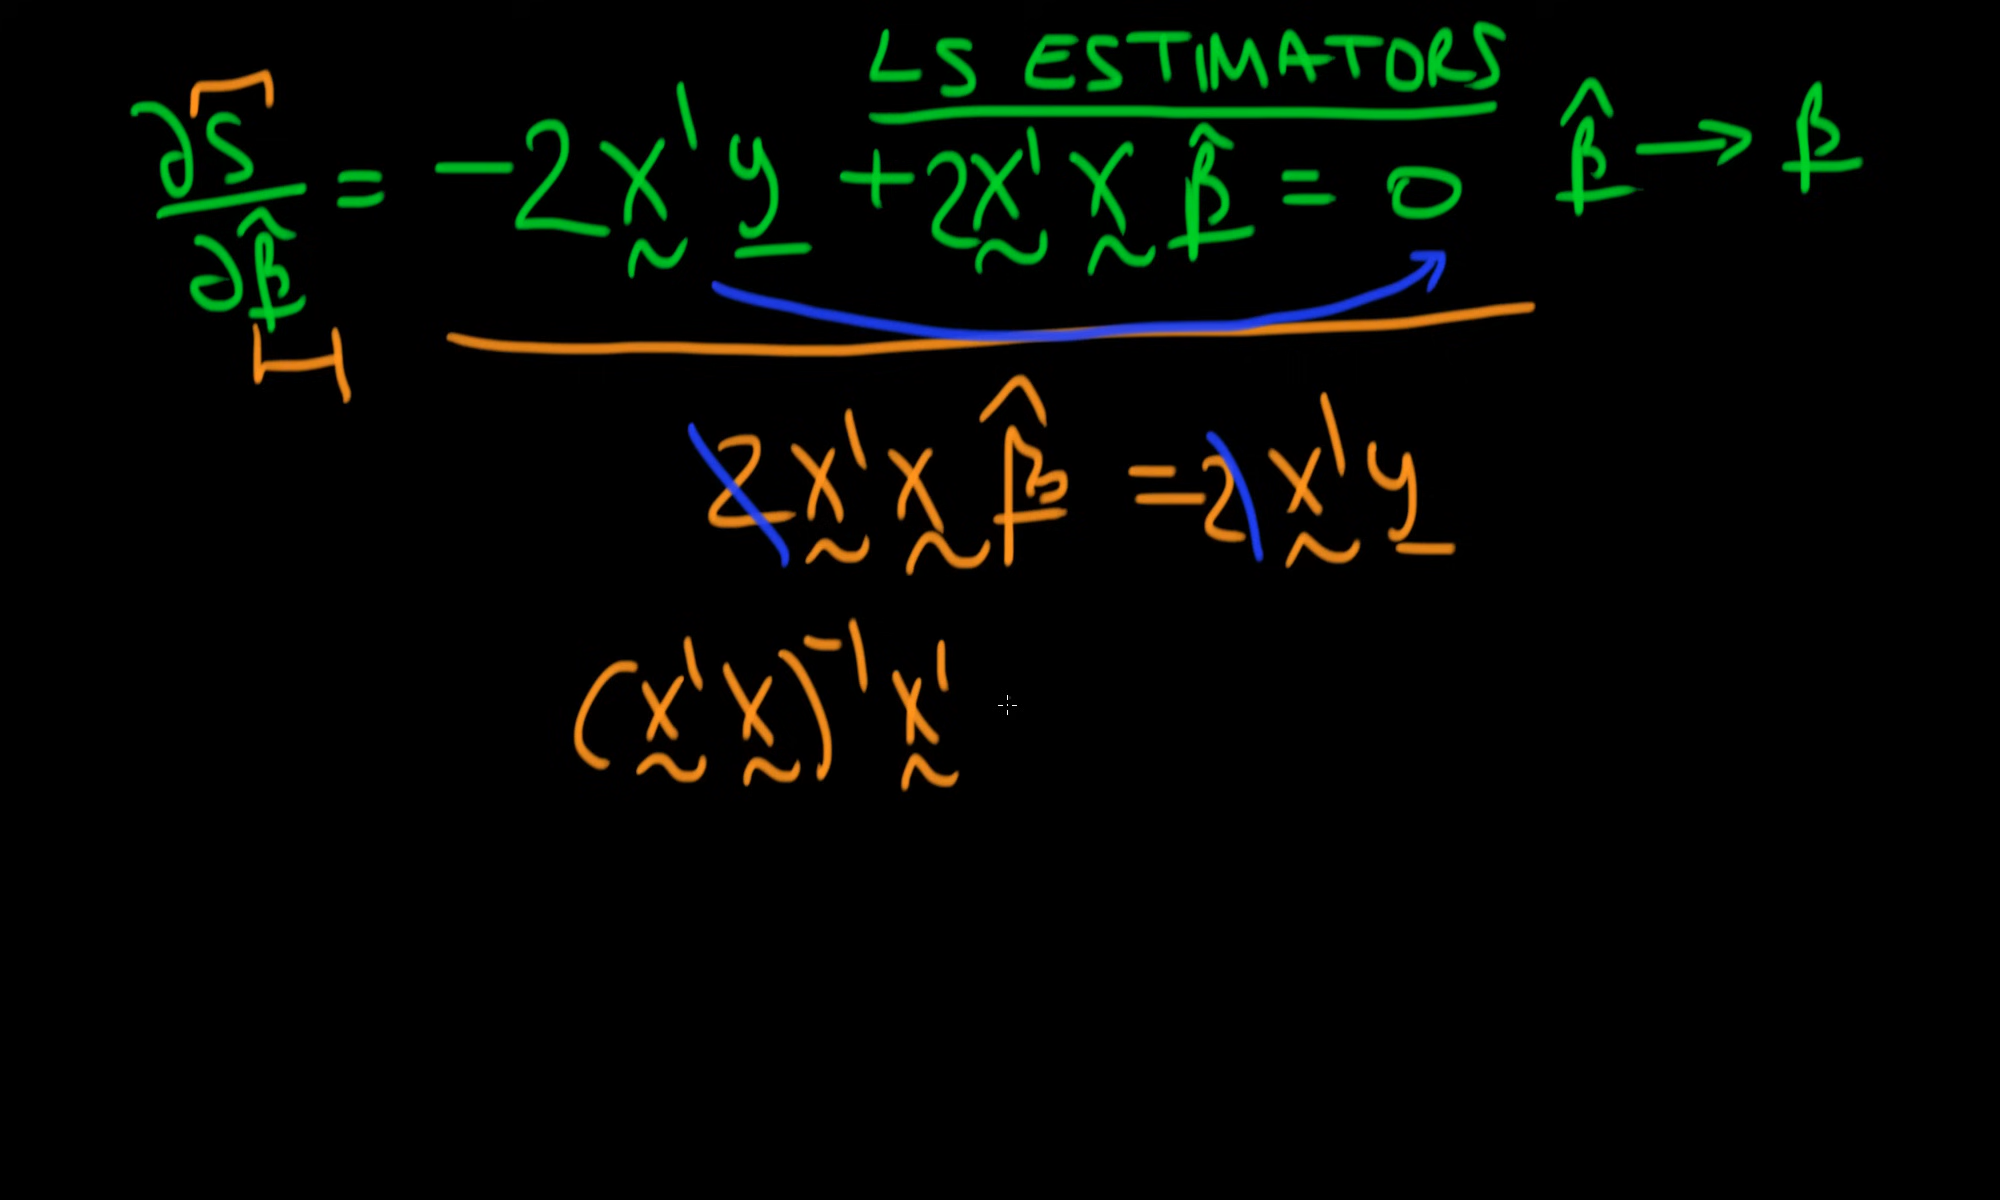 LS ESTIMATORS
∂S/∂β̂ = -2X'y + 2X'Xβ̂ = 0   β̂ → β
2X'Xβ̂ = 2X'y
(X'X)⁻¹X'